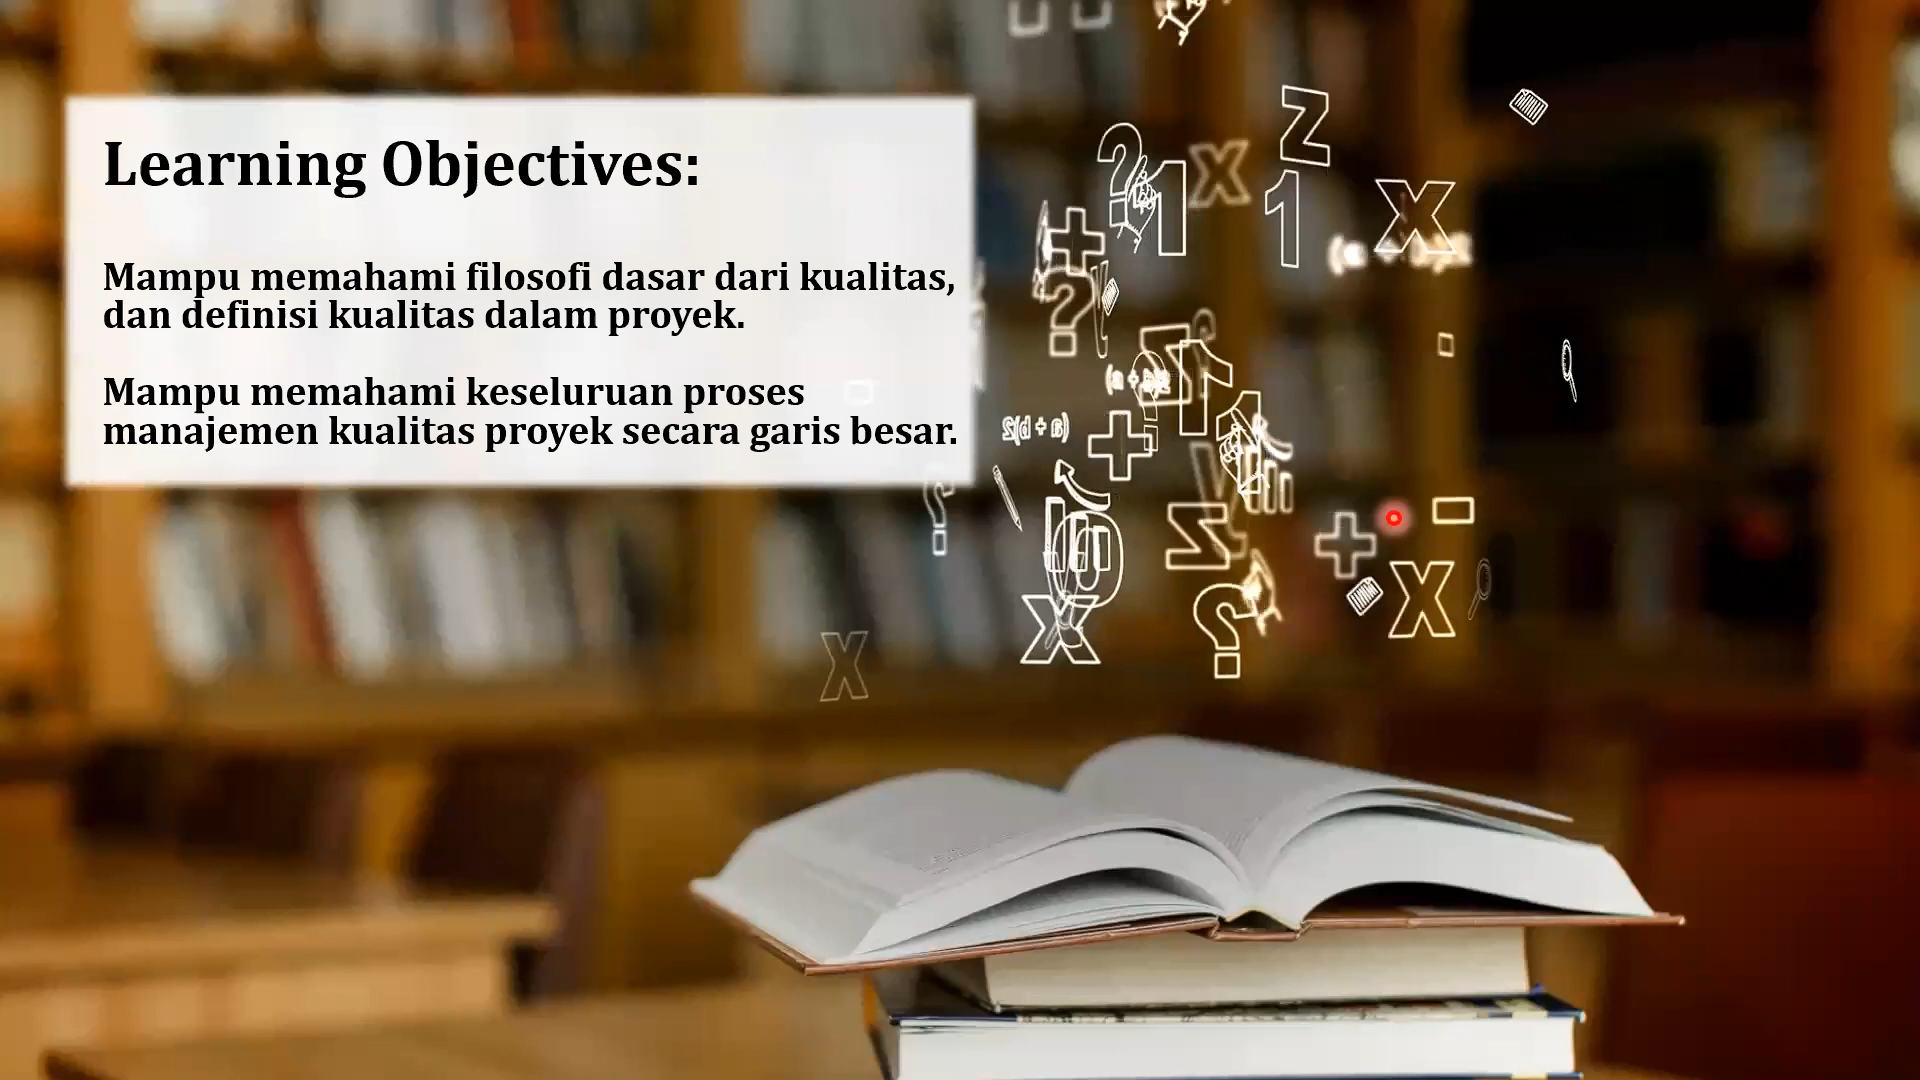 Learning Objectives:
Mampu memahami filosofi dasar dari kualitas,
dan definisi kualitas dalam proyek.
Mampu memahami keseluruan proses
manajemen kualitas proyek secara garis besar.